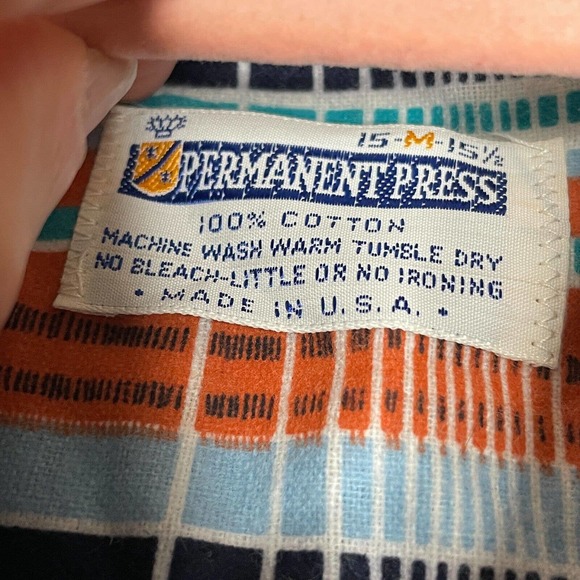 15-M-15½
PERMANENT PRESS
100% COTTON
MACHINE WASH WARM TUMBLE DRY
NO BLEACH-LITTLE OR NO IRONING
• MADE IN U.S.A. •